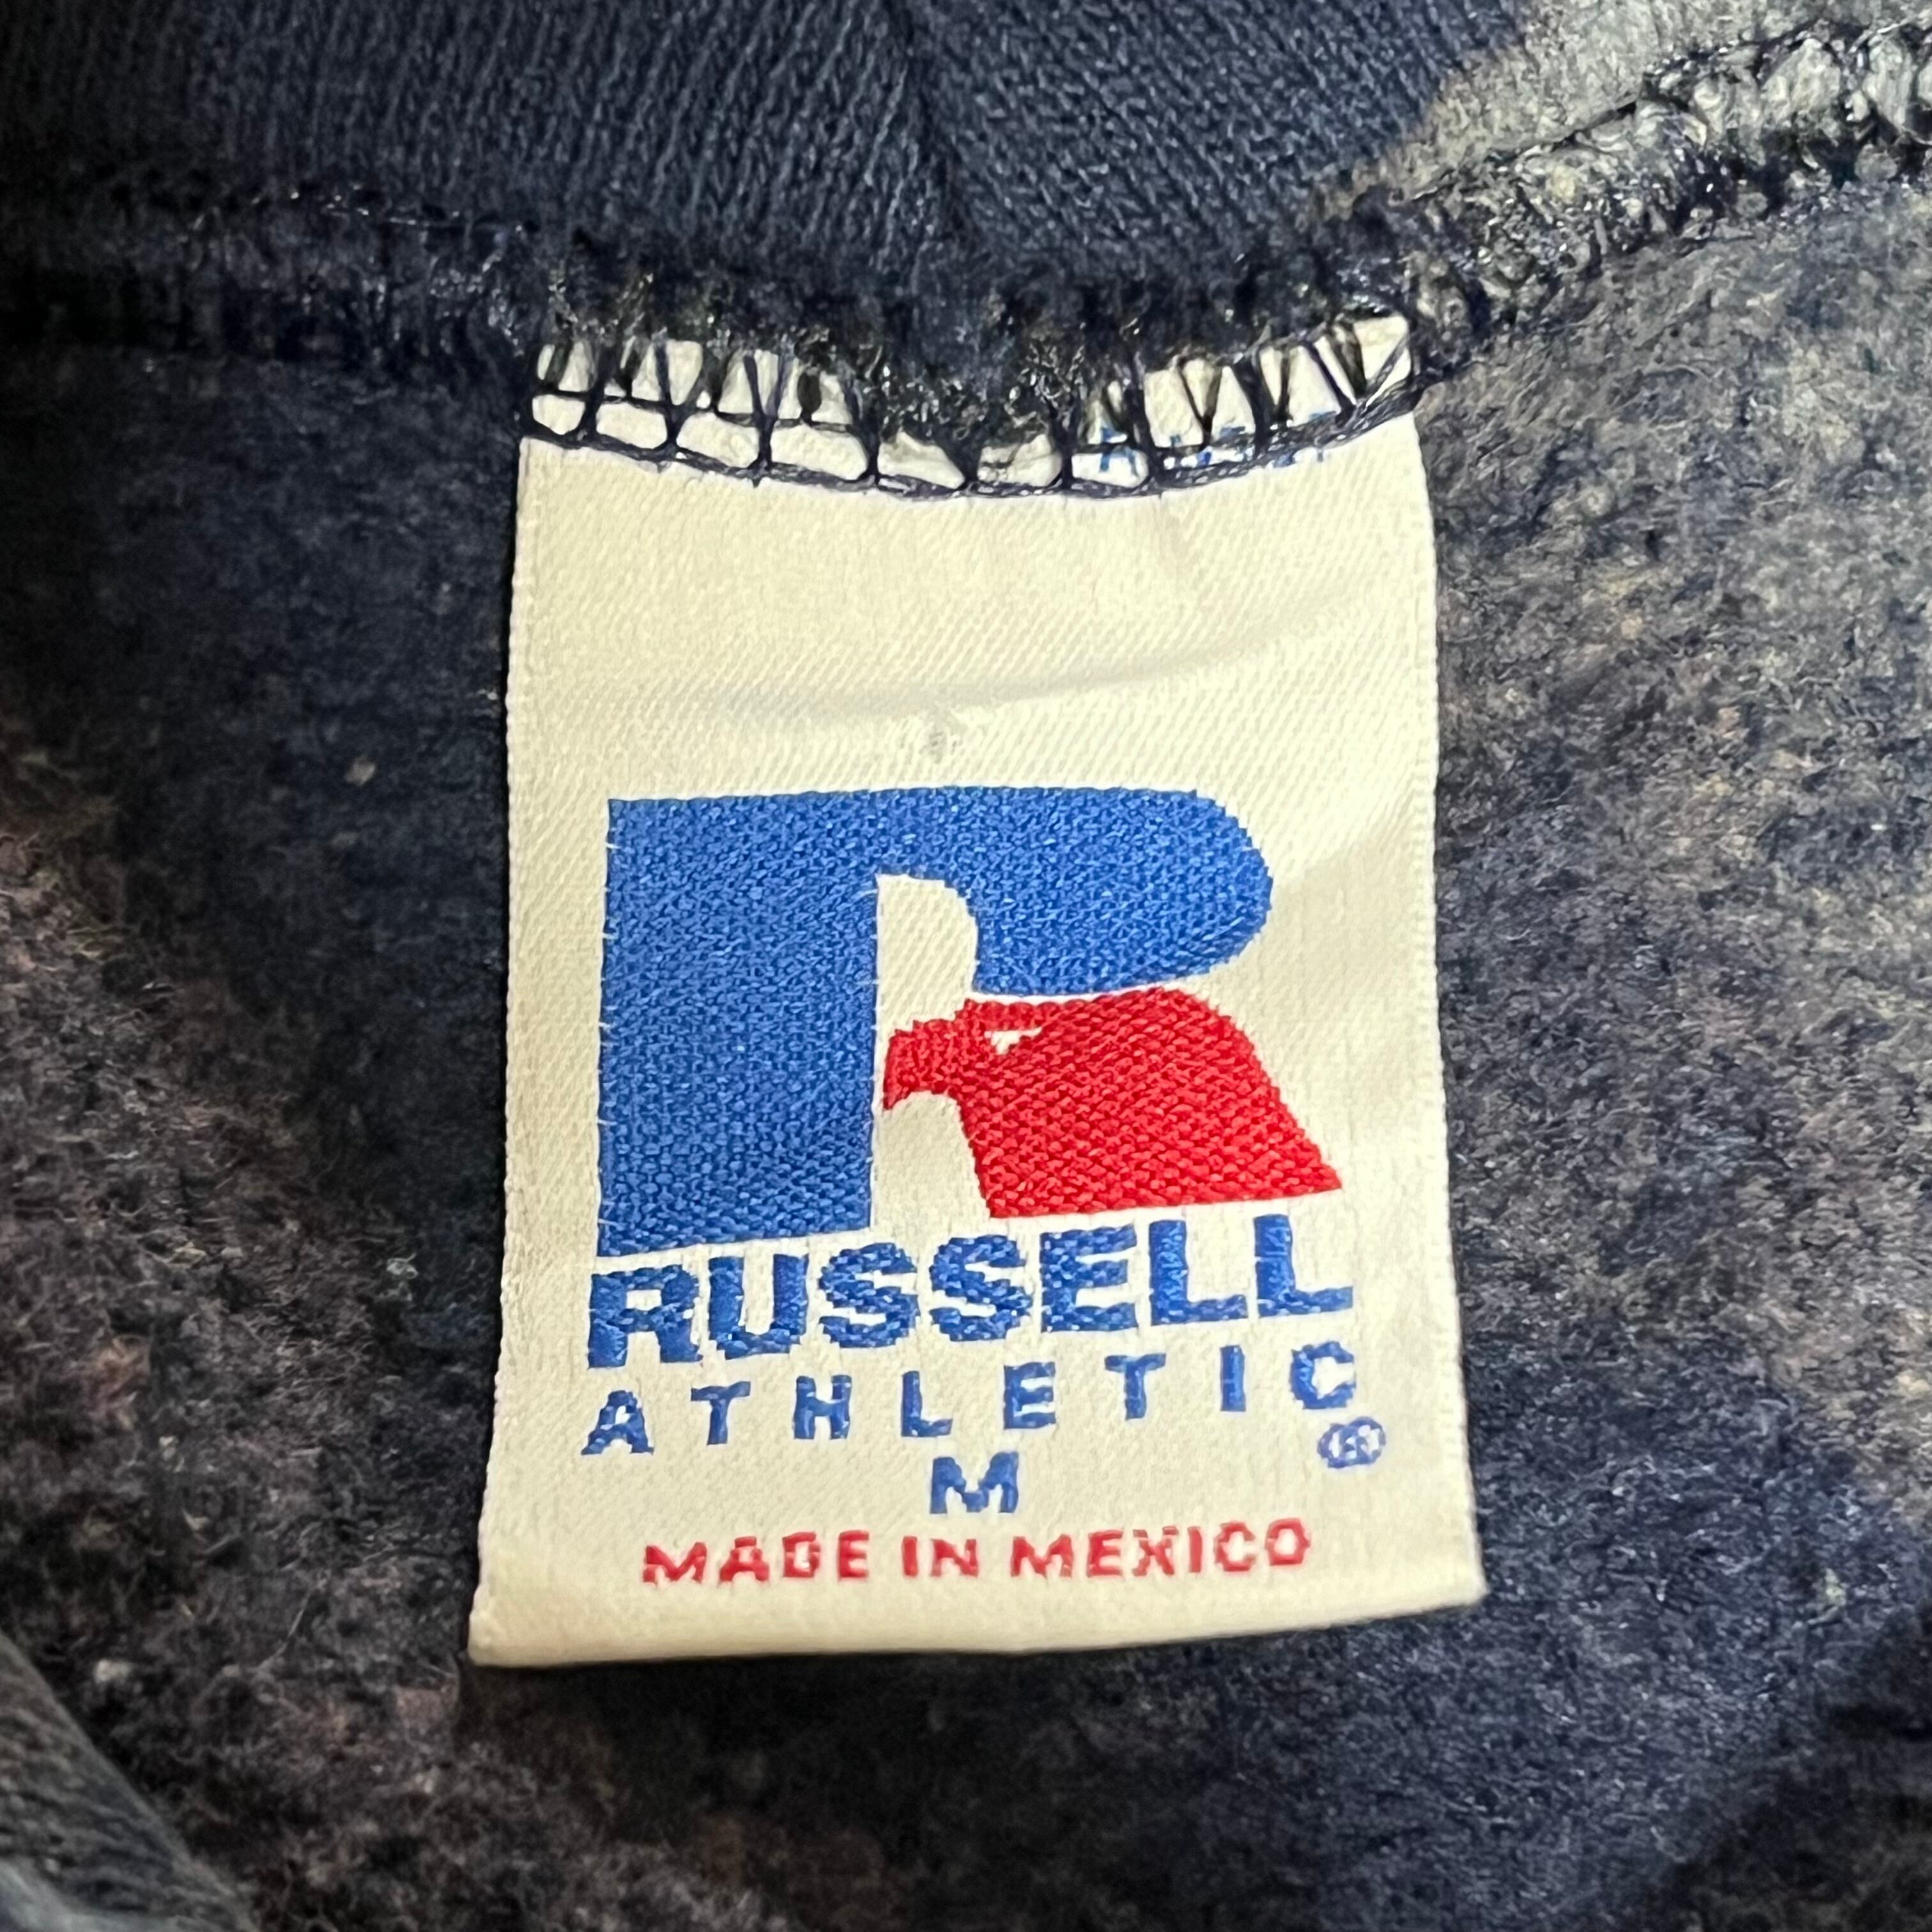 RUSSELL
ATHLETIC
®
M
MADE IN MEXICO